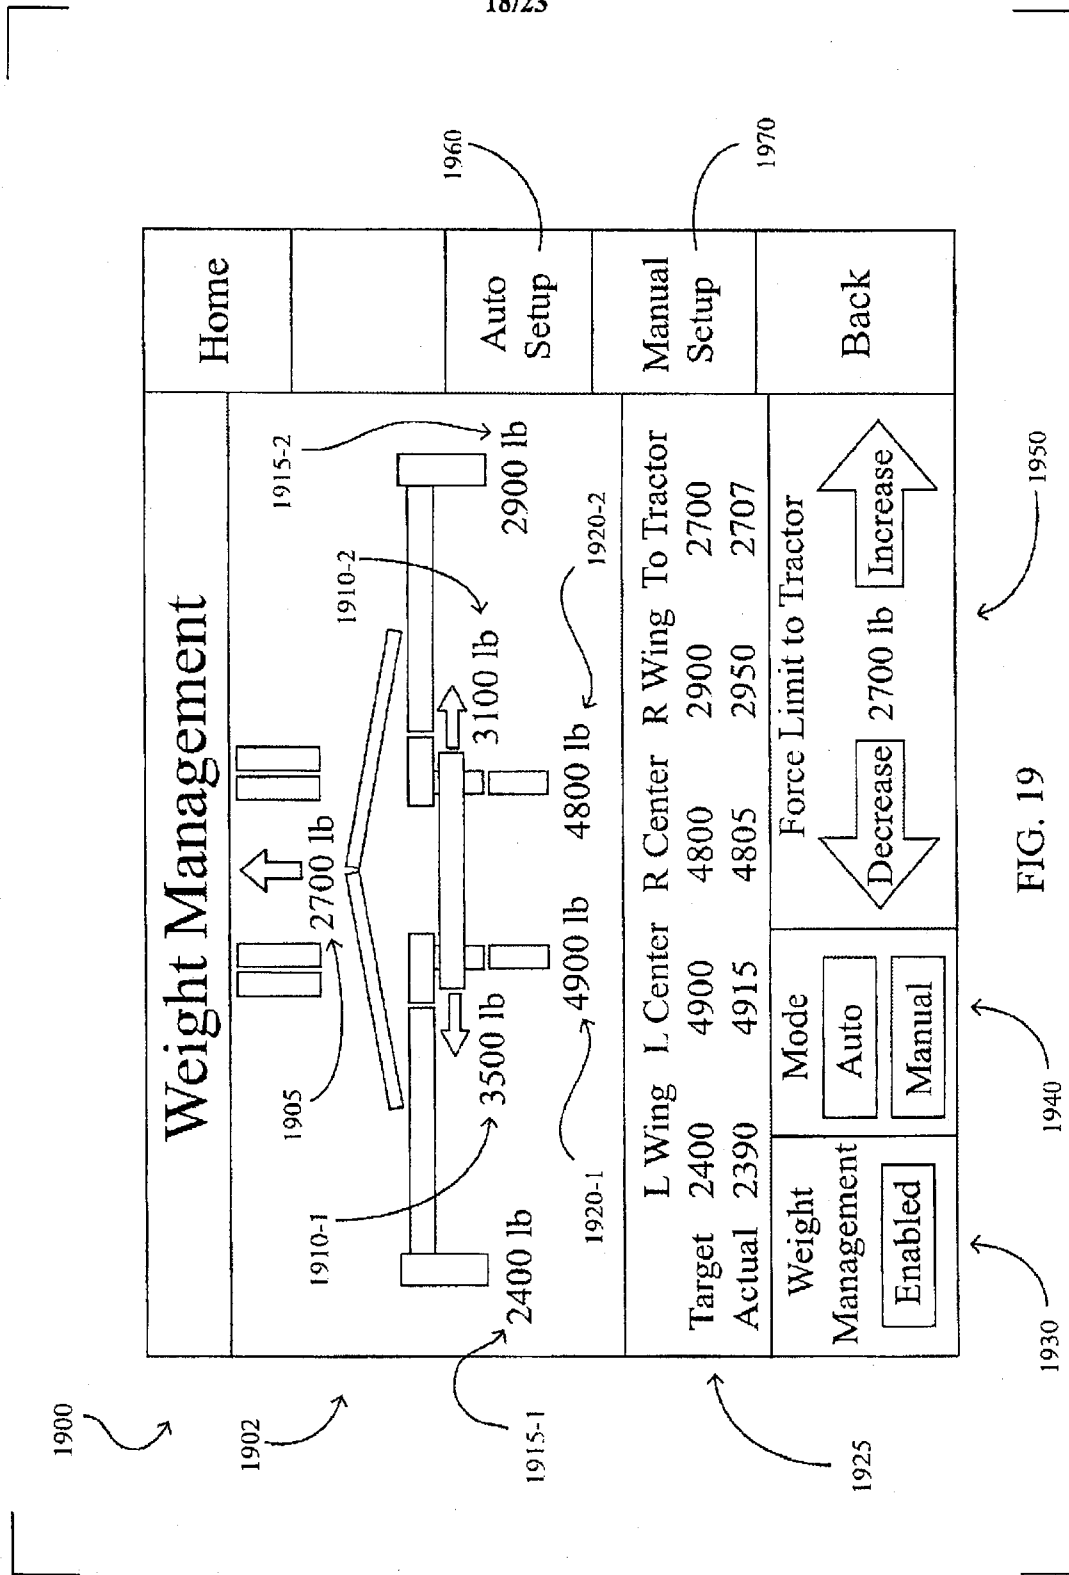 18/23
1900
1902
Weight Management
Home
1905
2700 lb
1910-1
3500 lb
1910-2
3100 lb
1915-1
2400 lb
1915-2
2900 lb
1920-1
4900 lb
1920-2
4800 lb
Auto
Setup
1960
Manual
Setup
1970
Back
L Wing L Center R Center R Wing To Tractor
Target 2400 4900 4800 2900 2700
Actual 2390 4915 4805 2950 2707
1925
Weight
Management
Enabled
1930
Mode
Auto
Manual
1940
Force Limit to Tractor
Decrease 2700 lb Increase
1950
FIG. 19